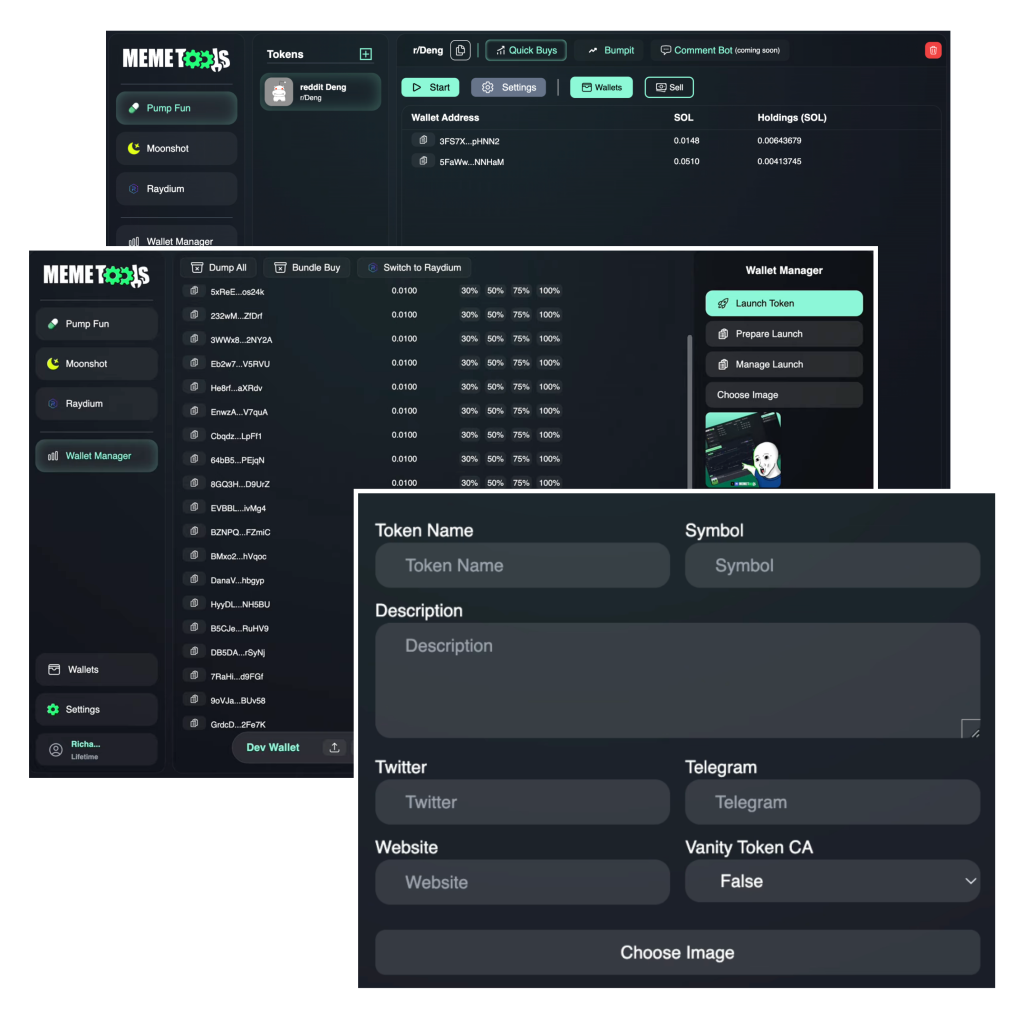 MEMETOOLS
Pump Fun
Moonshot
Raydium
Wallet Manager
Tokens
reddit Deng
r/Deng
r/Deng
Quick Buys
Bumpit
Comment Bot (coming soon)
Start
Settings
Wallets
Sell
Wallet Address SOL Holdings (SOL)
3FS7X...pHNN2 0.0148 0.00643679
5FaWw...NNHaM 0.0510 0.00413745
MEMETOOLS
Pump Fun
Moonshot
Raydium
Wallet Manager
Wallets
Settings
Richa...
Lifetime
Dump All
Bundle Buy
Switch to Raydium
5xReE...os24k 0.0100 30% 50% 75% 100%
232wM...ZfDrf 0.0100 30% 50% 75% 100%
3WWx8...2NY2A 0.0100 30% 50% 75% 100%
Eb2w7...V5RVU 0.0100 30% 50% 75% 100%
He8rf...aXRdv 0.0100 30% 50% 75% 100%
EnwzA...V7quA 0.0100 30% 50% 75% 100%
Cbqdz...LpFf1 0.0100 30% 50% 75% 100%
64bB5...PEjqN 0.0100 30% 50% 75% 100%
8GQ3H...D9UrZ 0.0100 30% 50% 75% 100%
EVBBL...ivMg4
BZNPQ...FZmiC
BMxo2...hVqoc
DanaV...hbgyp
HyyDL...NH5BU
B5CJe...RuHV9
DB5DA...rSyNj
7RaHi...d9FGf
9oVJa...BUv58
GrdcD...2Fe7K
Dev Wallet
Wallet Manager
Launch Token
Prepare Launch
Manage Launch
Choose Image
Token Name
Token Name
Symbol
Symbol
Description
Description
Twitter
Twitter
Telegram
Telegram
Website
Website
Vanity Token CA
False
Choose Image